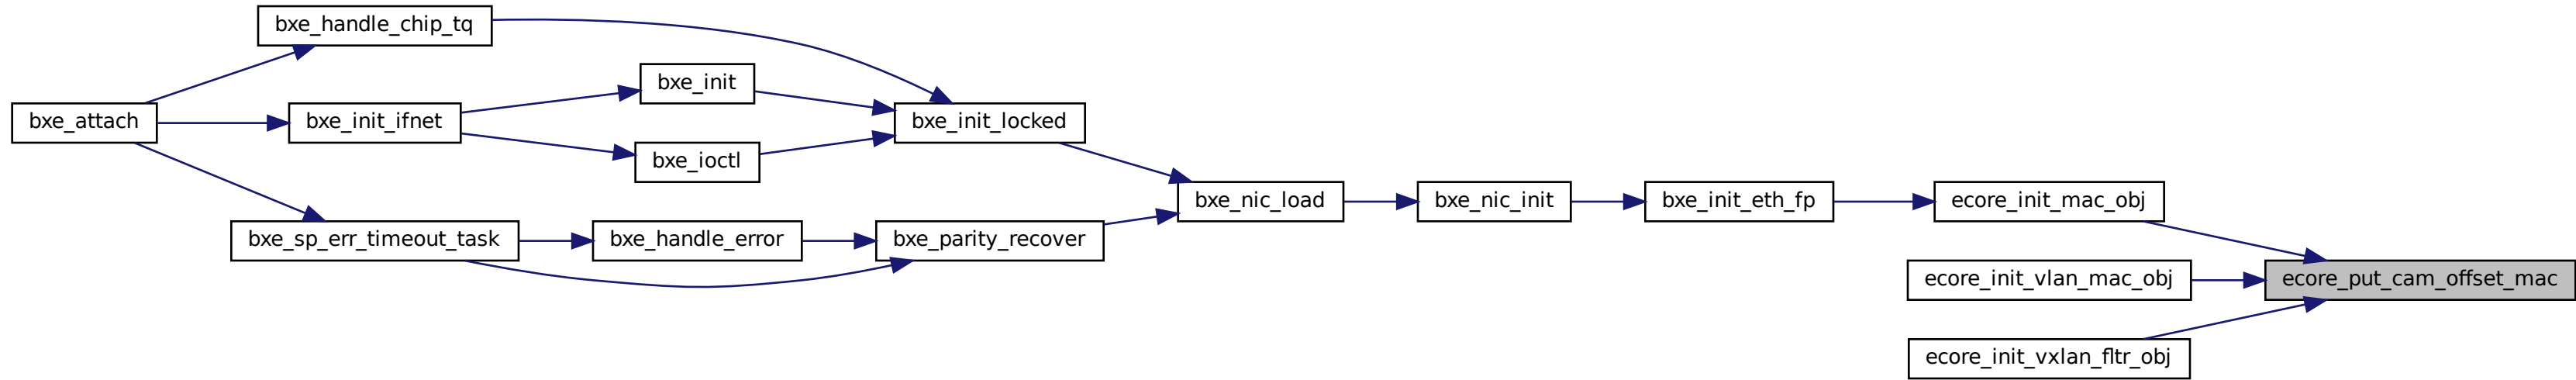 bxe_handle_chip_tq
bxe_init
bxe_attach
bxe_init_ifnet
bxe_init_locked
bxe_ioctl
bxe_nic_load
bxe_nic_init
bxe_init_eth_fp
ecore_init_mac_obj
bxe_sp_err_timeout_task
bxe_handle_error
bxe_parity_recover
ecore_init_vlan_mac_obj
ecore_put_cam_offset_mac
ecore_init_vxlan_fltr_obj